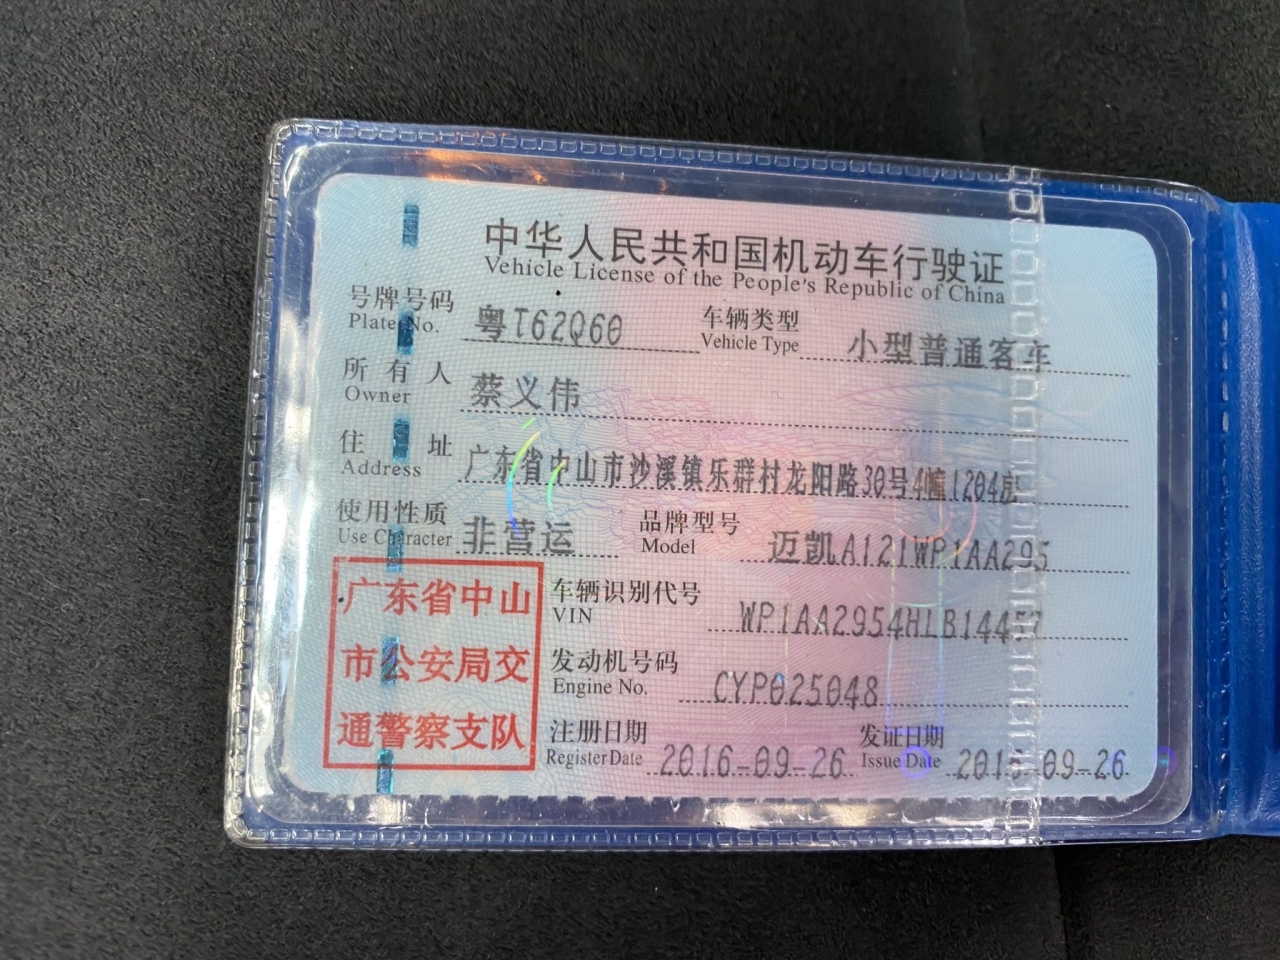 中华人民共和国机动车行驶证
Vehicle License of the People's Republic of China
号牌号码 粤T62Q60 车辆类型 小型普通客车
Plate No. Vehicle Type
所有人 蔡义伟
Owner
住址 广东省中山市沙溪镇乐群村龙阳路30号4幢1204房
Address
使用性质 非营运 品牌型号 迈凯A121WP1AA295
Use Character Model
广东省中山
市公安局交
通警察支队
车辆识别代号
VIN
发动机号码 CYP025048
Engine No.
注册日期 2016-09-26 发证日期
Register Date Issue Date